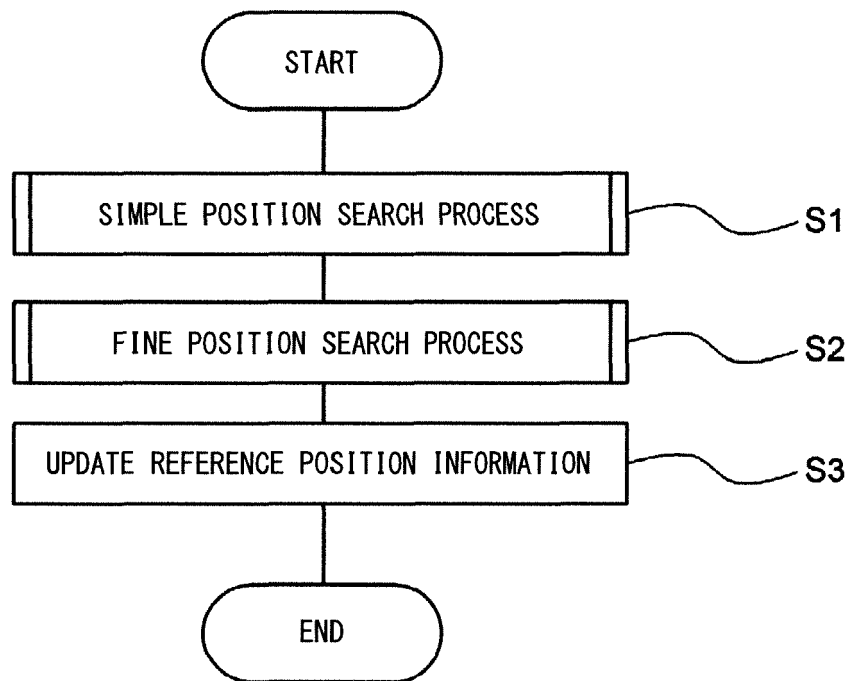 START
SIMPLE POSITION SEARCH PROCESS
S1
FINE POSITION SEARCH PROCESS
S2
UPDATE REFERENCE POSITION INFORMATION
S3
END